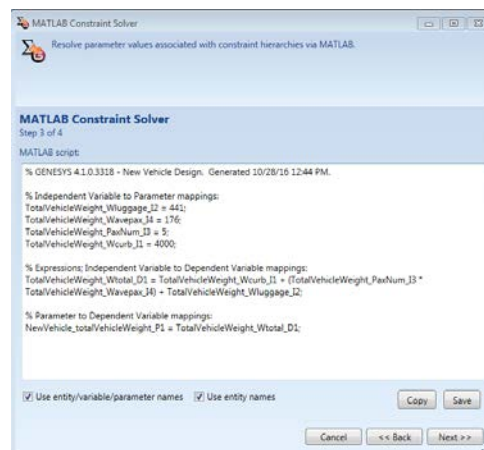 MATLAB Constraint Solver
Resolve parameter values associated with constraint hierarchies via MATLAB.
MATLAB Constraint Solver
Step 3 of 4
MATLAB script:
% GENESYS 4.1.0.3318 - New Vehicle Design.  Generated 10/28/16 12:44 PM.
% Independent Variable to Parameter mappings:
TotalVehicleWeight_Wluggage_I2 = 441;
TotalVehicleWeight_Wavepax_I4 = 176;
TotalVehicleWeight_PaxNum_I3 = 5;
TotalVehicleWeight_Wcurb_I1 = 4000;
% Expressions; Independent Variable to Dependent Variable mappings:
TotalVehicleWeight_Wtotal_D1 = TotalVehicleWeight_Wcurb_I1 + (TotalVehicleWeight_PaxNum_I3 *
TotalVehicleWeight_Wavepax_I4) + TotalVehicleWeight_Wluggage_I2;
% Parameter to Dependent Variable mappings:
NewVehicle_totalVehicleWeight_P1 = TotalVehicleWeight_Wtotal_D1;
Use entity/variable/parameter names Use entity names
Copy Save
Cancel << Back Next >>